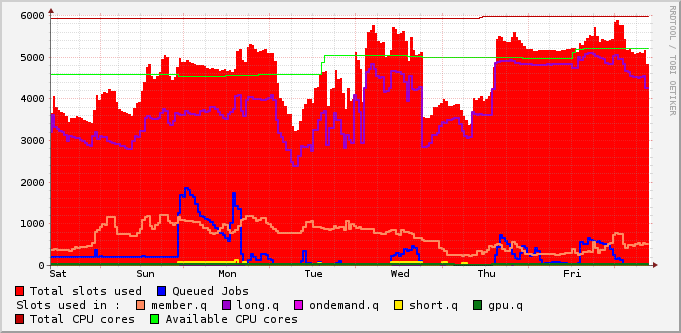 6000
5000
4000
3000
2000
1000
0
Sat Sun Mon Tue Wed Thu Fri
Total slots used Queued Jobs
Slots used in : member.q long.q ondemand.q short.q gpu.q
Total CPU cores Available CPU cores
RRDTOOL / TOBI OETIKER